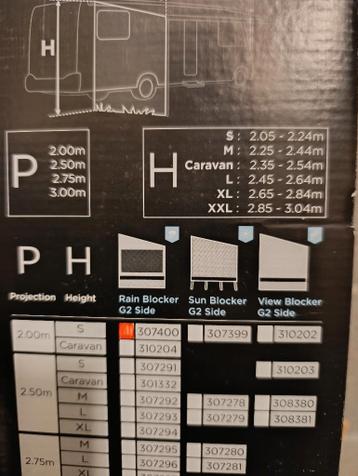 H
P
2.00m
2.50m
2.75m
3.00m
H
S : 2.05 - 2.24m
M : 2.25 - 2.44m
Caravan : 2.35 - 2.54m
L : 2.45 - 2.64m
XL : 2.65 - 2.84m
XXL : 2.85 - 3.04m
P H
Projection Height Rain Blocker G2 Side Sun Blocker G2 Side View Blocker G2 Side
2.00m S 307400 307399 310202
Caravan 310204
2.50m S 307291 310203
Caravan 301332
M 307292 307278 308380
L 307293 307279 308381
XL 307294
2.75m M 307295 307280
L 307296 307281
XL